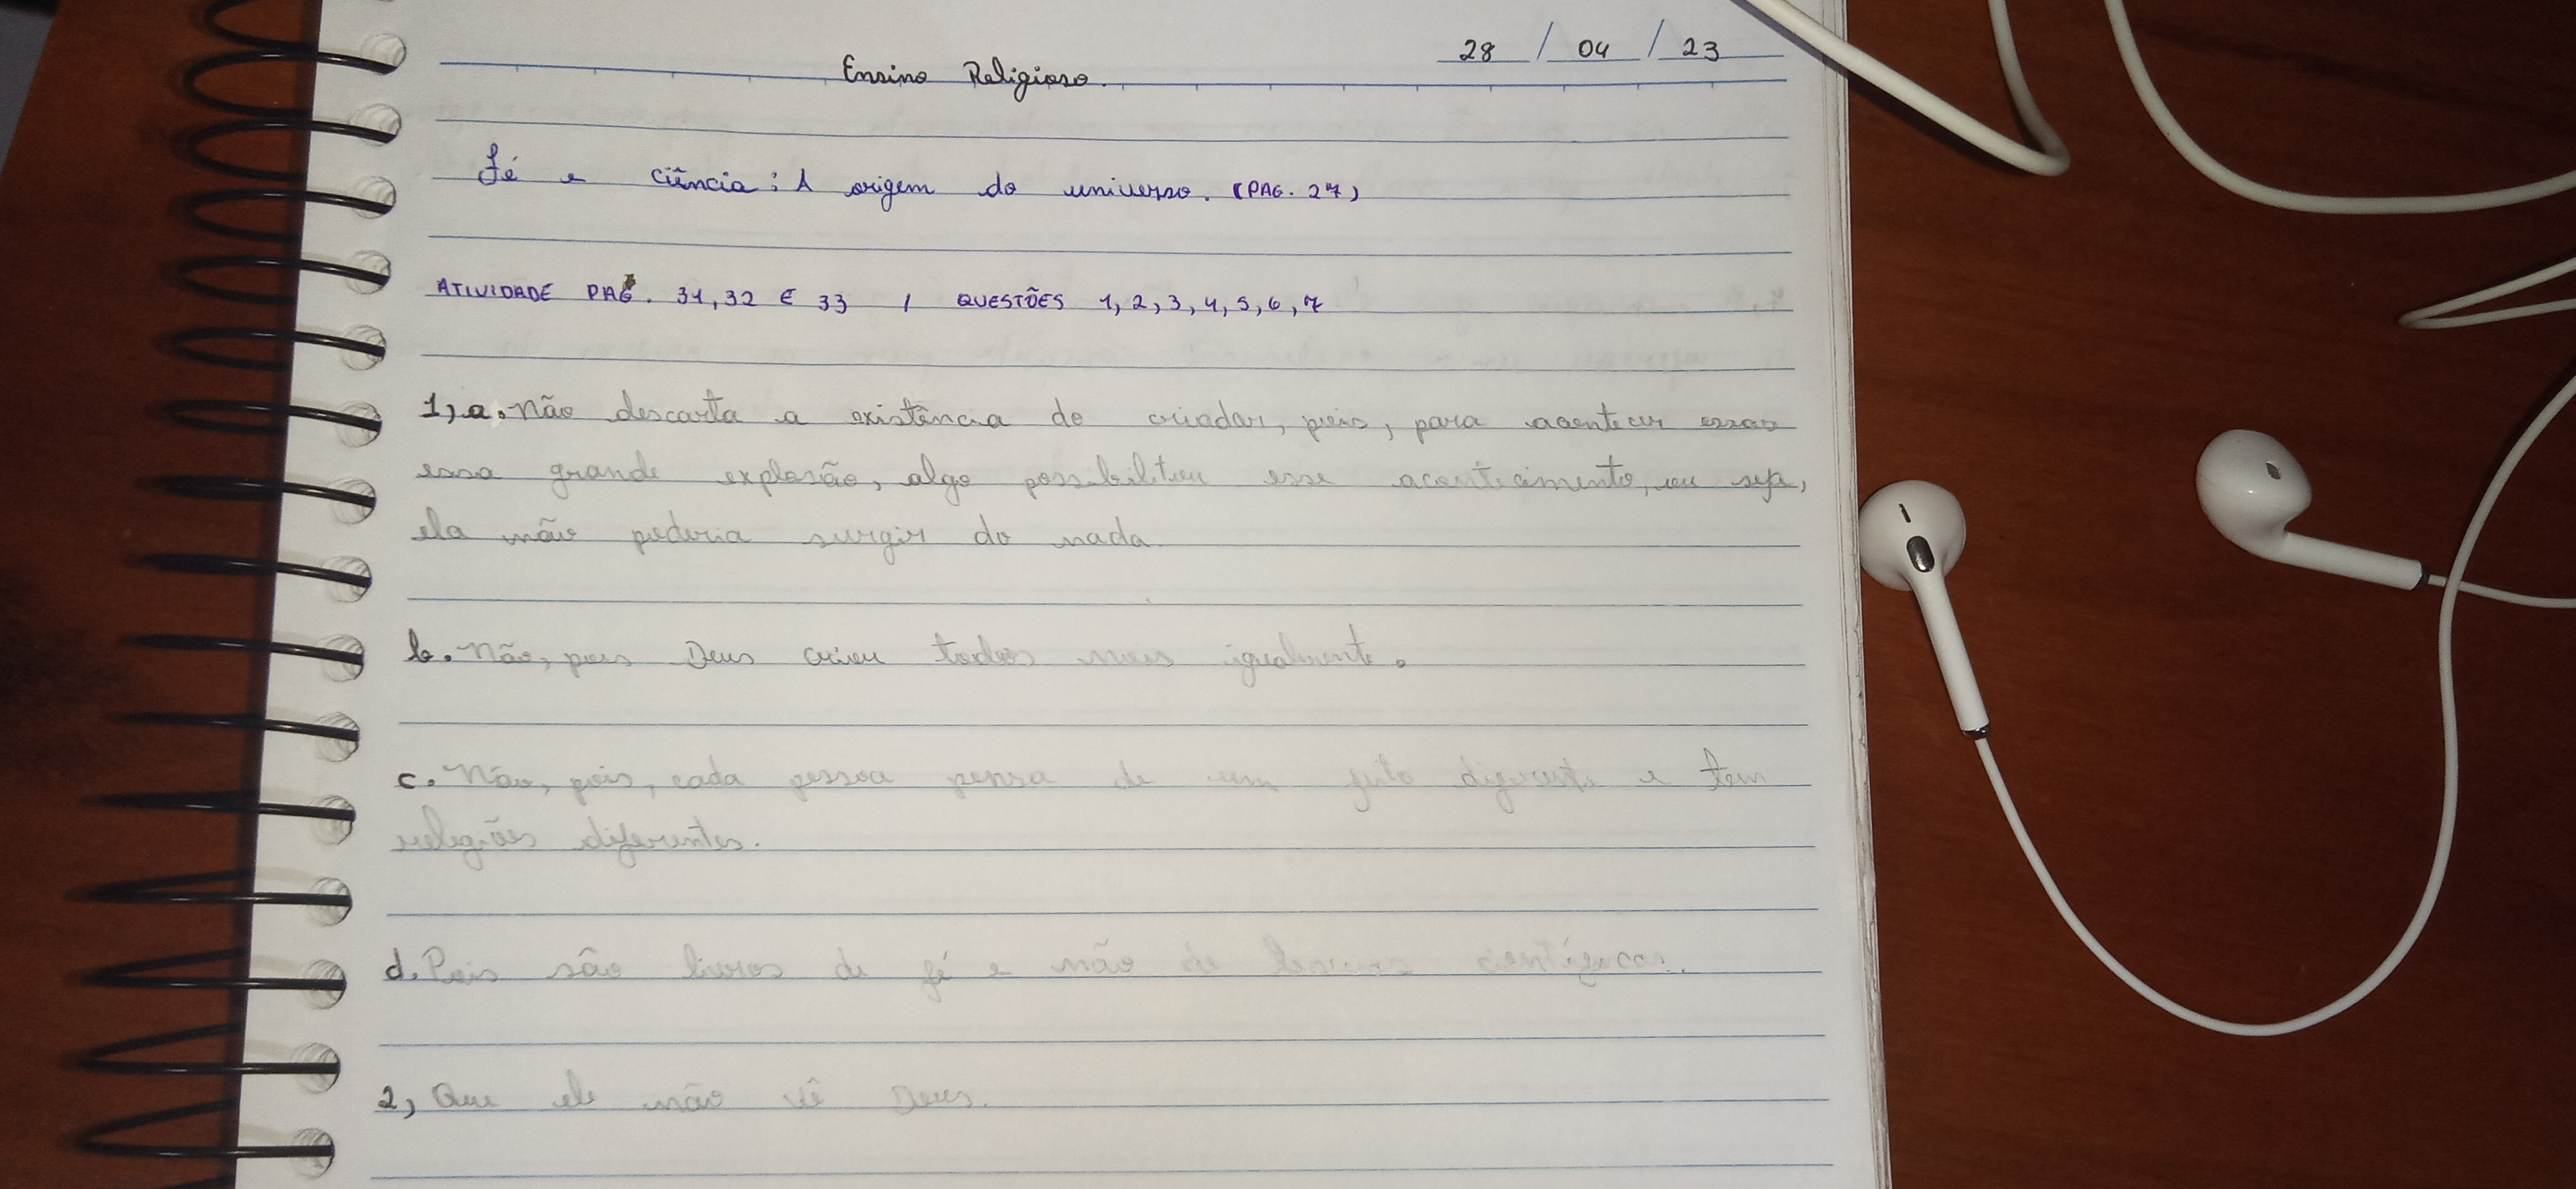 28 / 04 / 23
Ensino Religioso.
Fé e ciência: A origem do universo. (PAG. 27)
ATIVIDADE PAG. 31, 32 E 33 / QUESTÕES 1, 2, 3, 4, 5, 6, 7
1, a. Não descarta a existência do criador, pois, para acontecer essas
essa grande explosão, algo possibilitou esse acontecimento, ou seja,
ela não poderia surgir do nada
b. Não, pois Deus criou todos nois igualmente.
c. Não, pois, cada pessoa pensa de um jeito diferente e tem
religiões diferentes.
d. Pois são livros de fé e não de
2, Que ele não vê Deus.